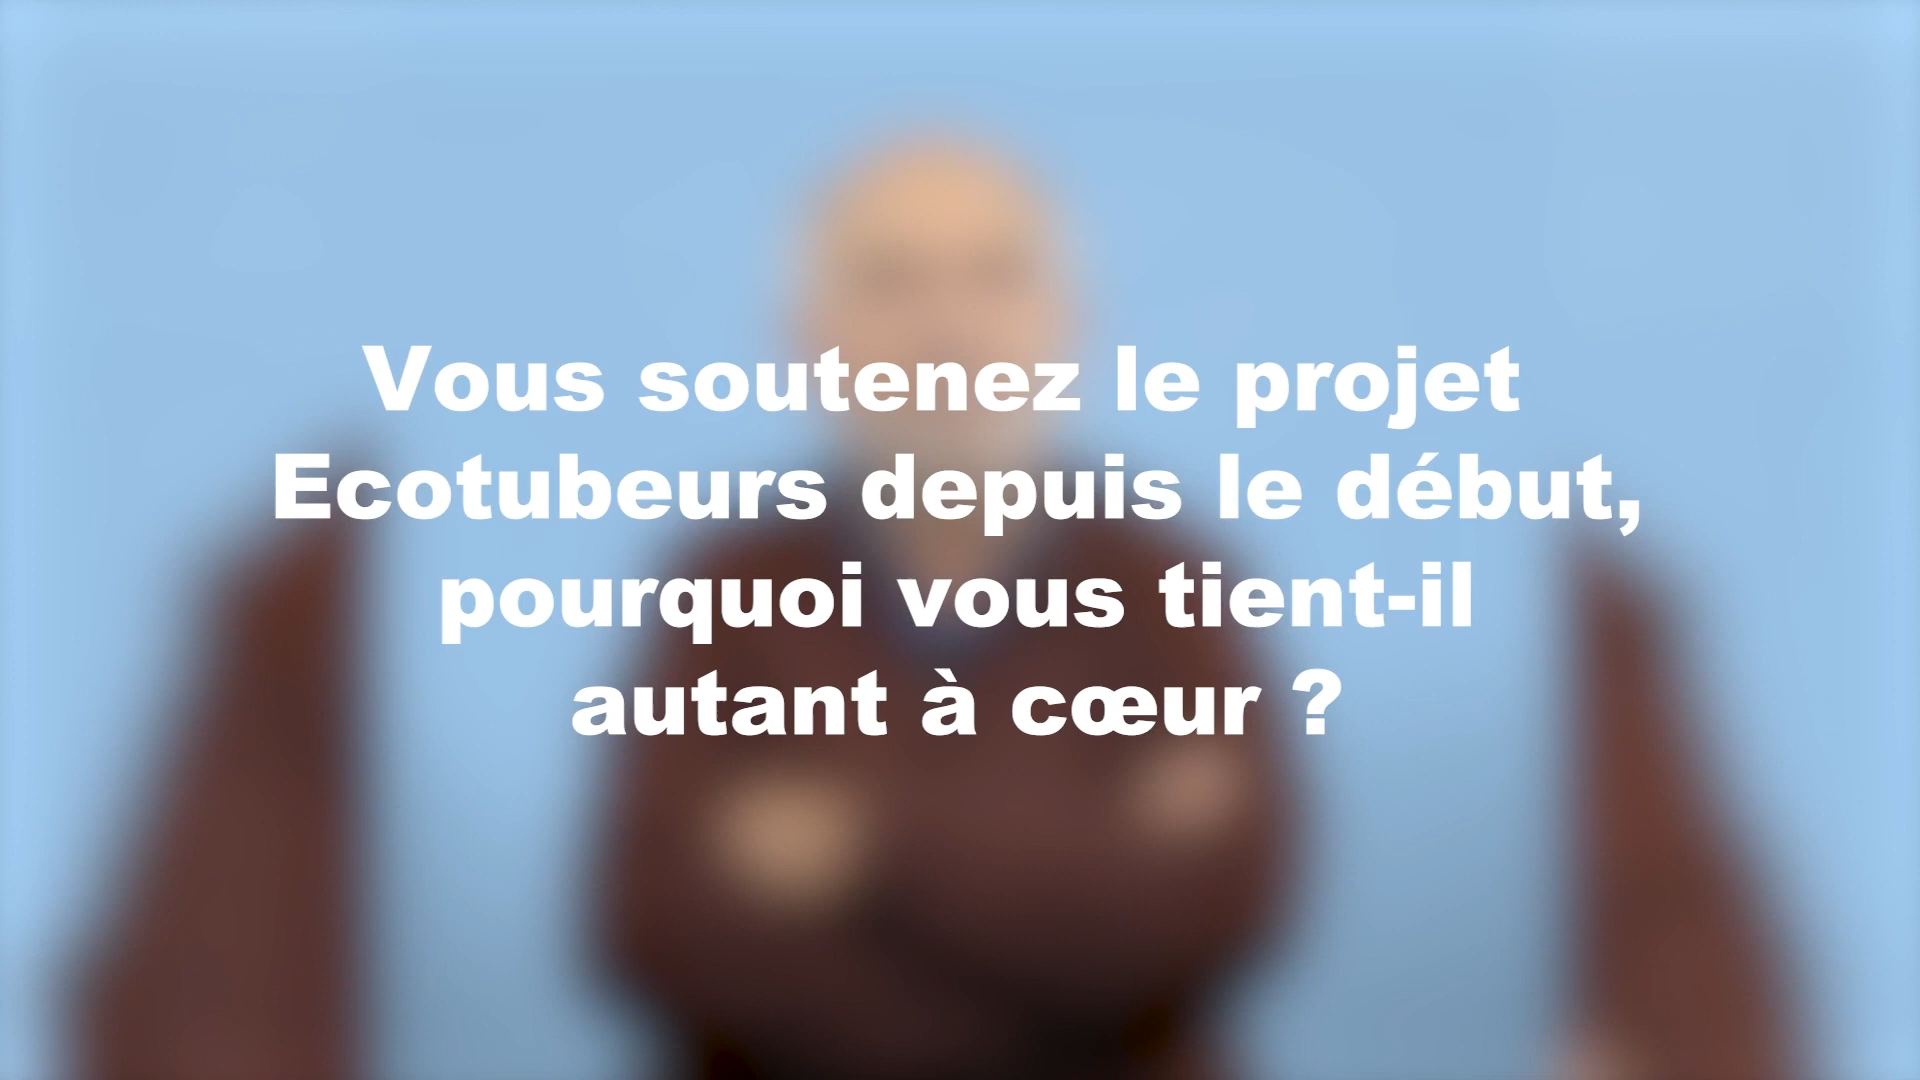 Vous soutenez le projet
Ecotubeurs depuis le début,
pourquoi vous tient-il
autant à cœur ?